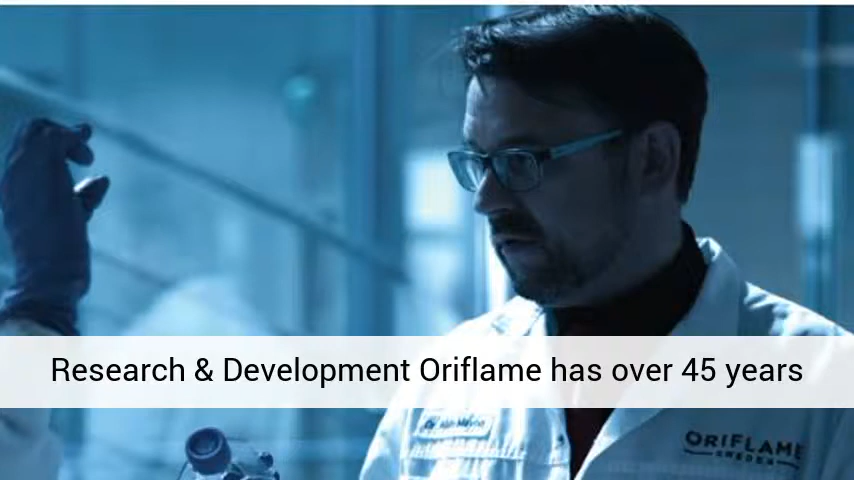 Research & Development Oriflame has over 45 years
ORIFLAME
SWEDEN